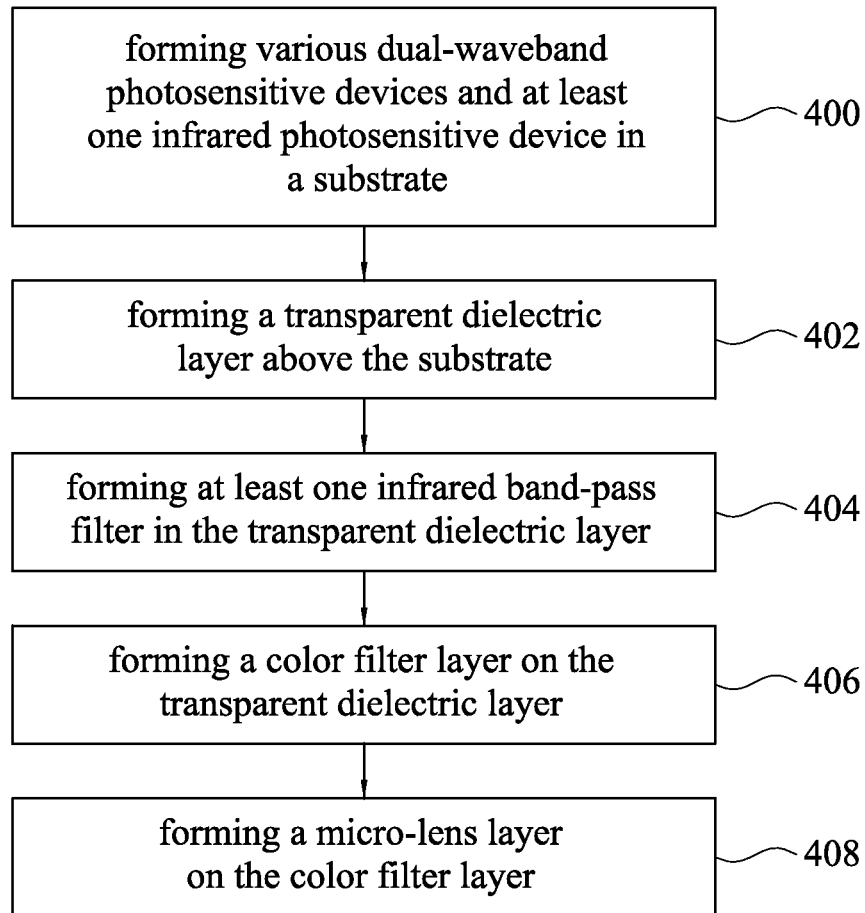 forming various dual-waveband
photosensitive devices and at least
one infrared photosensitive device in
a substrate
400
forming a transparent dielectric
layer above the substrate
402
forming at least one infrared band-pass
filter in the transparent dielectric layer
404
forming a color filter layer on the
transparent dielectric layer
406
forming a micro-lens layer
on the color filter layer
408